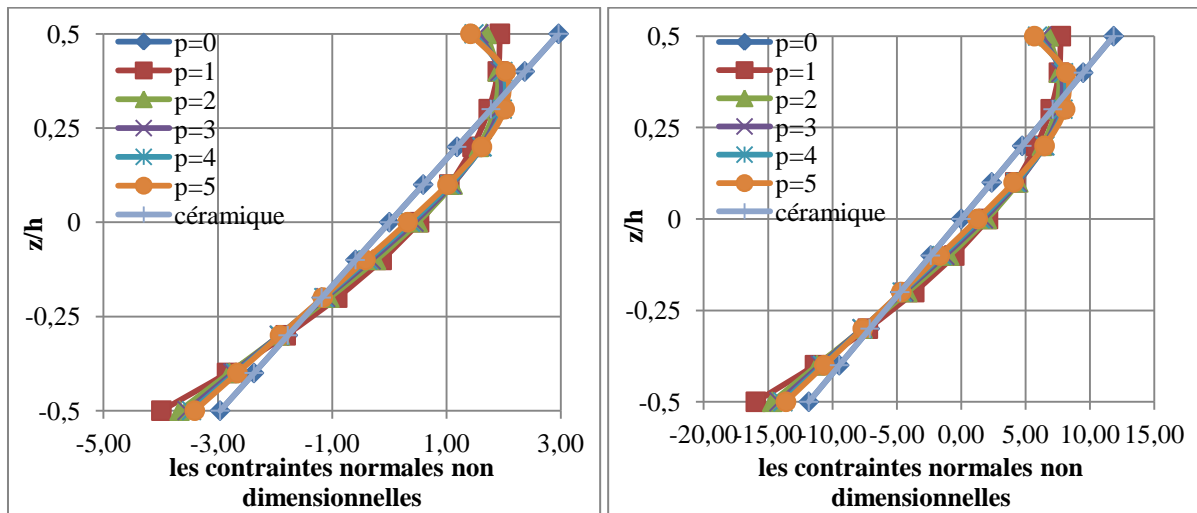 0,5
0,25
0
-0,25
-0,5
z/h
p=0
p=1
p=2
p=3
p=4
p=5
céramique
-5,00 -3,00 -1,00 1,00 3,00
les contraintes normales non
dimensionnelles
0,5
0,25
0
-0,25
-0,5
z/h
p=0
p=1
p=2
p=3
p=4
p=5
céramique
-20,00 -15,00 -10,00 -5,00 0,00 5,00 10,00 15,00
les contraintes normales non
dimensionnelles